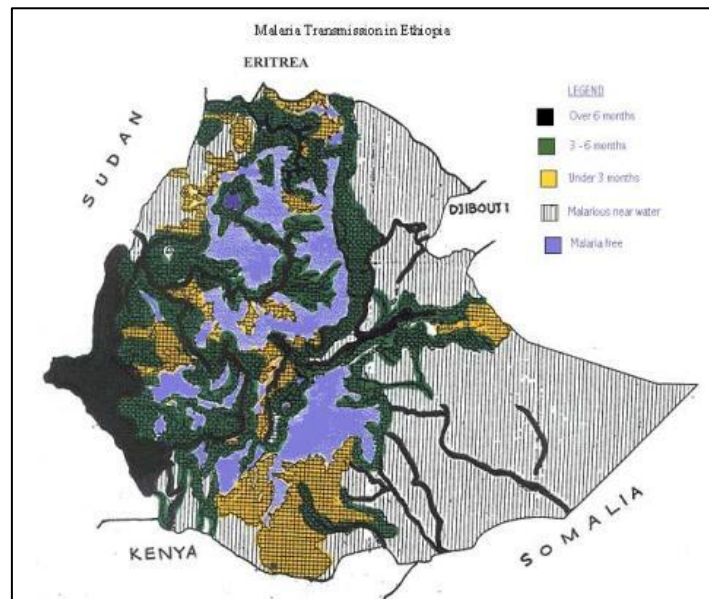 Malaria Transmission in Ethiopia
ERITREA
LEGEND
Over 6 months
3 - 6 months
Under 3 months
Malarious near water
Malaria free
SUDAN
DJIBOUTI
KENYA
SOMALIA